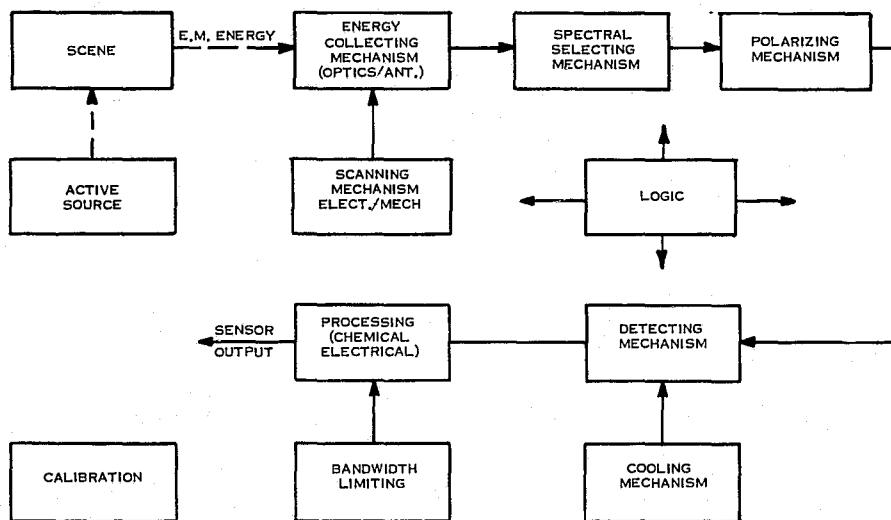 SCENE
E.M. ENERGY
ENERGY
COLLECTING
MECHANISM
(OPTICS/ANT.)
SPECTRAL
SELECTING
MECHANISM
POLARIZING
MECHANISM
ACTIVE
SOURCE
SCANNING
MECHANISM
ELECT./MECH
LOGIC
SENSOR
OUTPUT
PROCESSING
(CHEMICAL
ELECTRICAL)
DETECTING
MECHANISM
CALIBRATION
BANDWIDTH
LIMITING
COOLING
MECHANISM